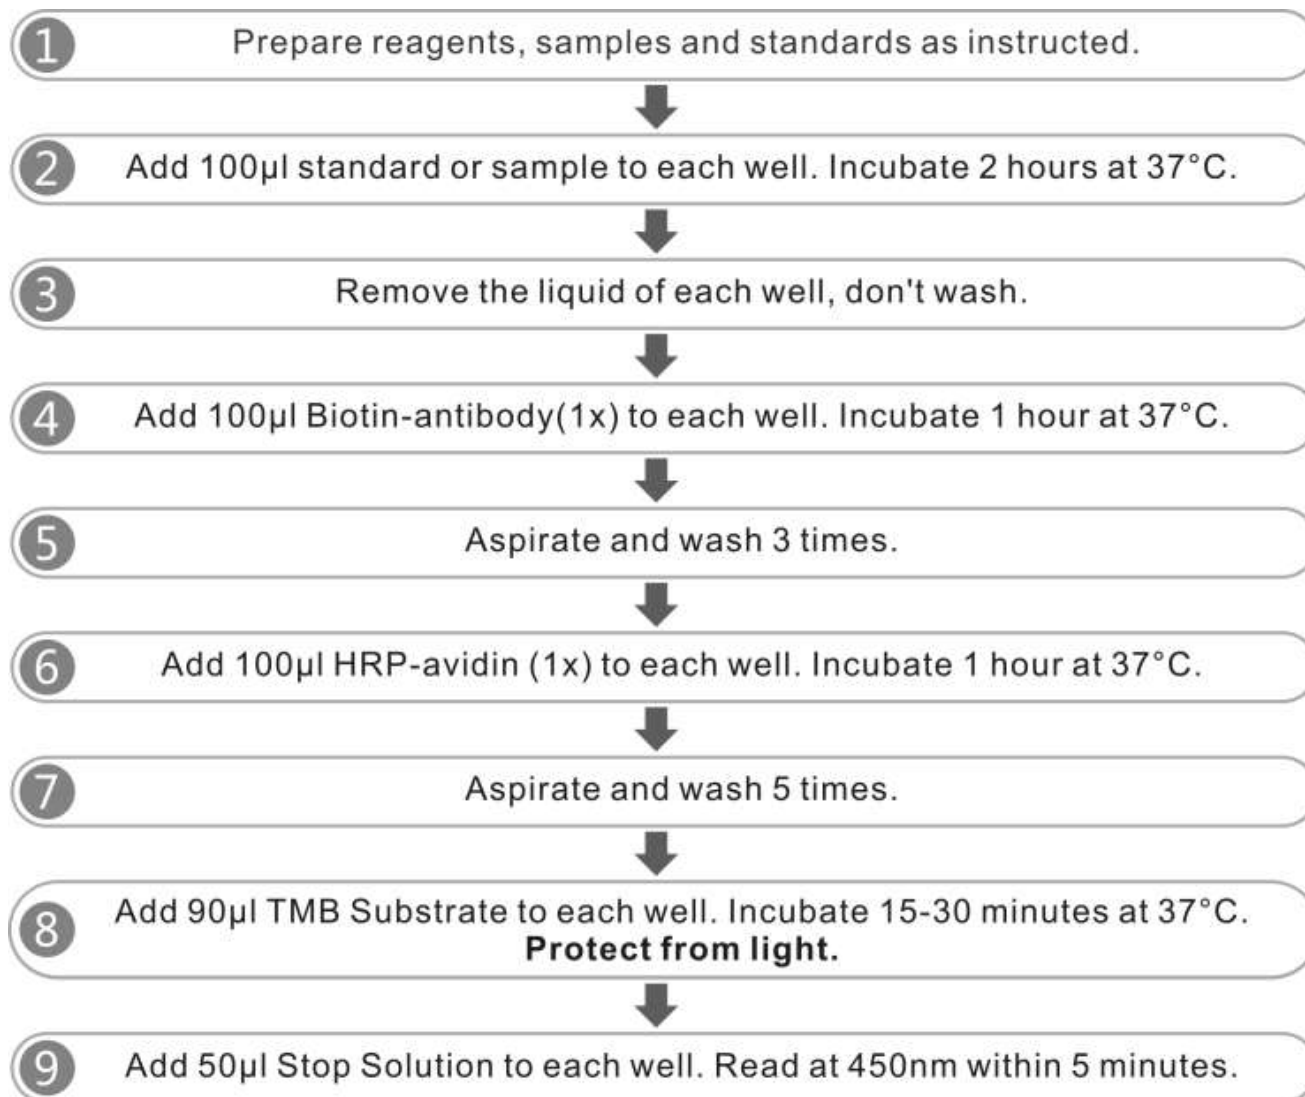 1 Prepare reagents, samples and standards as instructed.
2 Add 100µl standard or sample to each well. Incubate 2 hours at 37°C.
3 Remove the liquid of each well, don't wash.
4 Add 100µl Biotin-antibody(1x) to each well. Incubate 1 hour at 37°C.
5 Aspirate and wash 3 times.
6 Add 100µl HRP-avidin (1x) to each well. Incubate 1 hour at 37°C.
7 Aspirate and wash 5 times.
8 Add 90µl TMB Substrate to each well. Incubate 15-30 minutes at 37°C.
Protect from light.
9 Add 50µl Stop Solution to each well. Read at 450nm within 5 minutes.